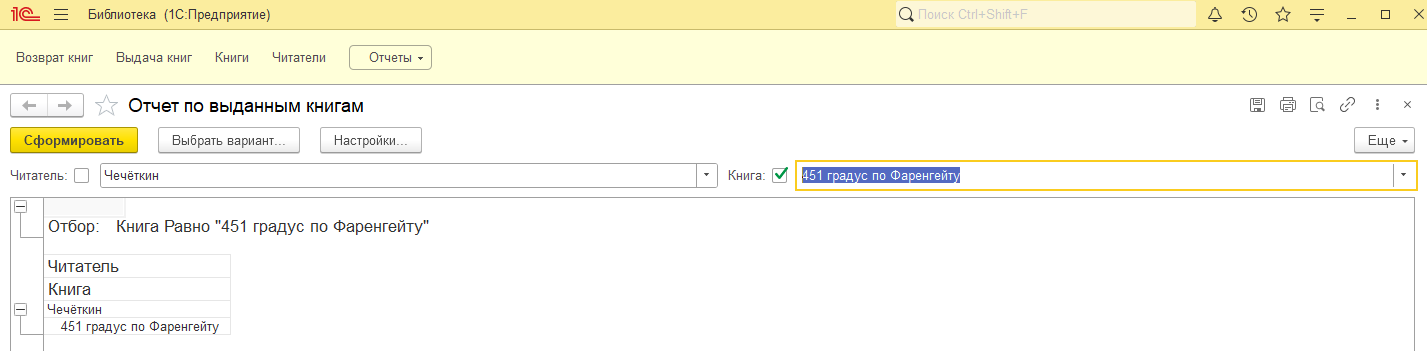 1С Библиотека (1С:Предприятие) Поиск Ctrl+Shift+F
Возврат книг Выдача книг Книги Читатели Отчеты
Отчет по выданным книгам
Сформировать Выбрать вариант... Настройки... Еще
Читатель: Чечёткин Книга: 451 градус по Фаренгейту
Отбор: Книга Равно "451 градус по Фаренгейту"
Читатель
Книга
Чечёткин
451 градус по Фаренгейту